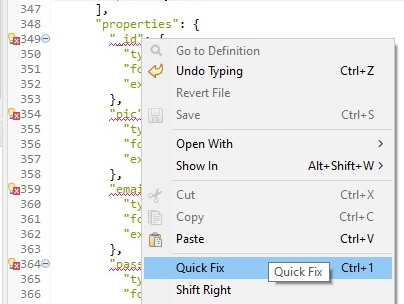 347 ],
348 "properties": {
349 "_id": {
350 "ty
351 "fo
352 "ex
353 },
354 "pic"
355 "ty
356 "fo
357 "ex
358 },
359 "emai
360 "ty
361 "fo
362 "ex
363 },
364 "pass
365 "ty
366 "fo
Go to Definition
Undo Typing Ctrl+Z
Revert File
Save Ctrl+S
Open With
Show In Alt+Shift+W
Cut Ctrl+X
Copy Ctrl+C
Paste Ctrl+V
Quick Fix Ctrl+1
Quick Fix
Shift Right